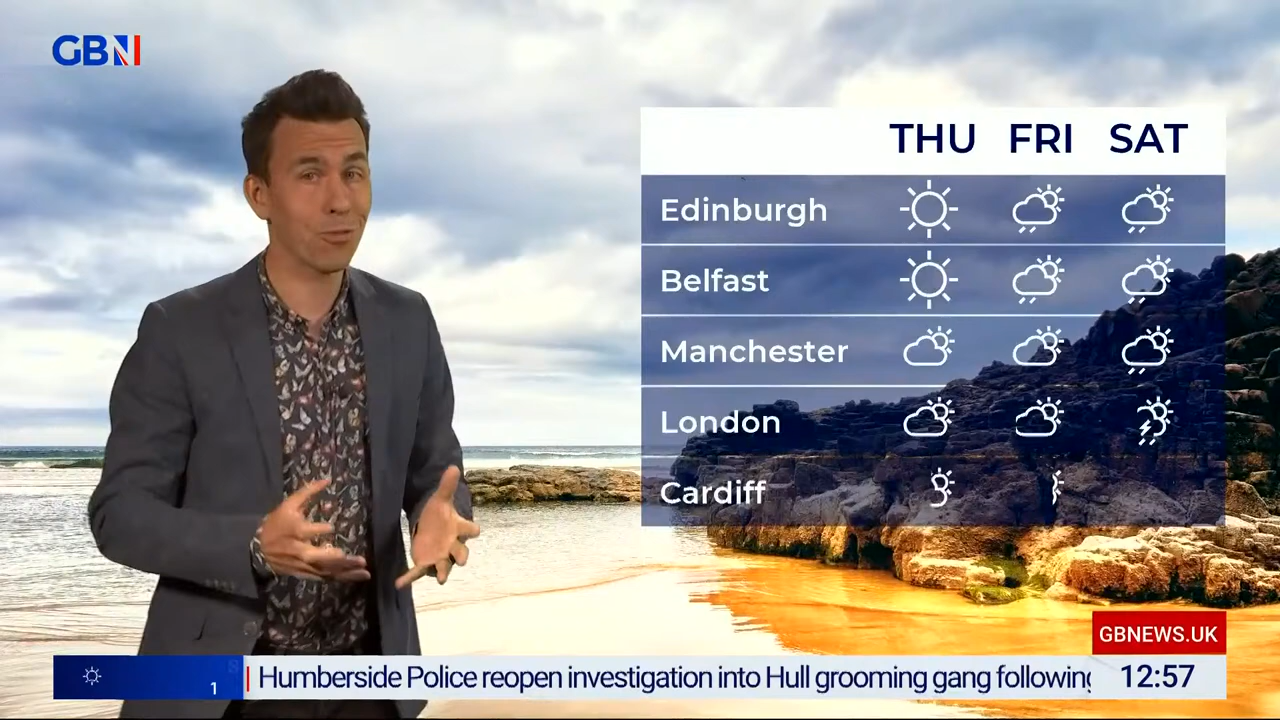 GBN
THU FRI SAT
Edinburgh
Belfast
Manchester
London
Cardiff
GBNEWS.UK
1
Humberside Police reopen investigation into Hull grooming gang following
12:57